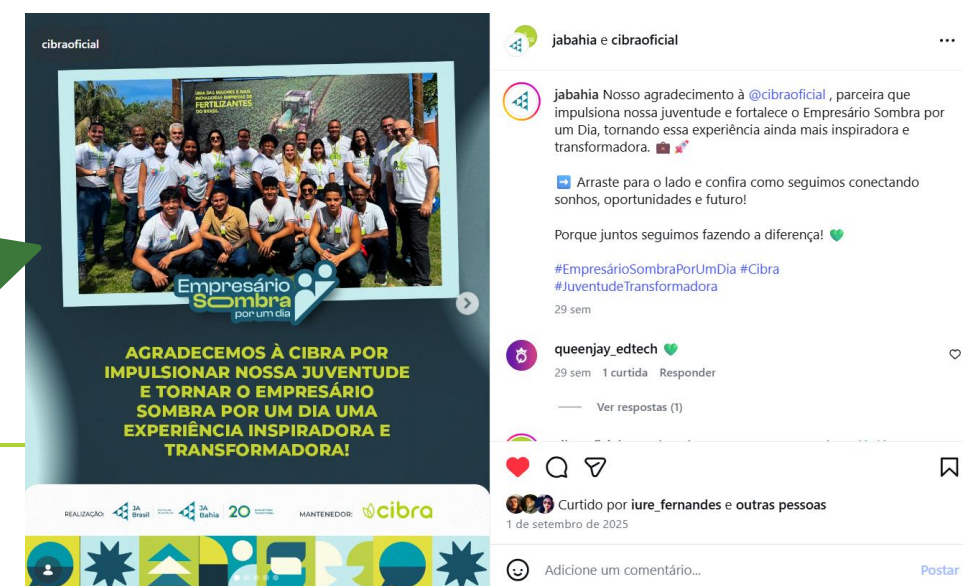 cibraoficial
UMA DAS MAIORES E MAIS
INOVADORAS EMPRESAS DE
FERTILIZANTES
DO BRASIL
Empresário
Sombra
por um dia
AGRADECEMOS À CIBRA POR
IMPULSIONAR NOSSA JUVENTUDE
E TORNAR O EMPRESÁRIO
SOMBRA POR UM DIA UMA
EXPERIÊNCIA INSPIRADORA E
TRANSFORMADORA!
REALIZAÇÃO: JA Brasil JA Bahia 20 MANTENEDOR: cibra
jabahia e cibraoficial
jabahia Nosso agradecimento à @cibraoficial , parceira que
impulsiona nossa juventude e fortalece o Empresário Sombra por
um Dia, tornando essa experiência ainda mais inspiradora e
transformadora. 💼 🚀
➡️ Arraste para o lado e confira como seguimos conectando
sonhos, oportunidades e futuro!
Porque juntos seguimos fazendo a diferença! 💚
#EmpresárioSombraPorUmDia #Cibra
#JuventudeTransformadora
29 sem
queenjay_edtech 💚
29 sem 1 curtida Responder
Ver respostas (1)
Curtido por iure_fernandes e outras pessoas
1 de setembro de 2025
Adicione um comentário... Postar